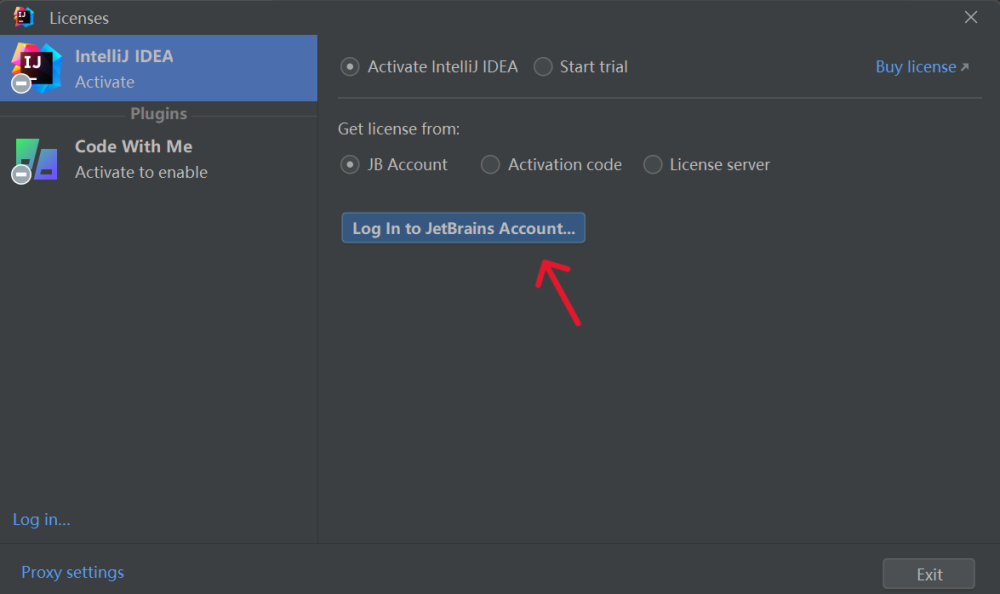 Licenses
IJ
IntelliJ IDEA
Activate
Plugins
Code With Me
Activate to enable
Log in...
Proxy settings
Activate IntelliJ IDEA Start trial Buy license
Get license from:
JB Account Activation code License server
Log In to JetBrains Account...
Exit